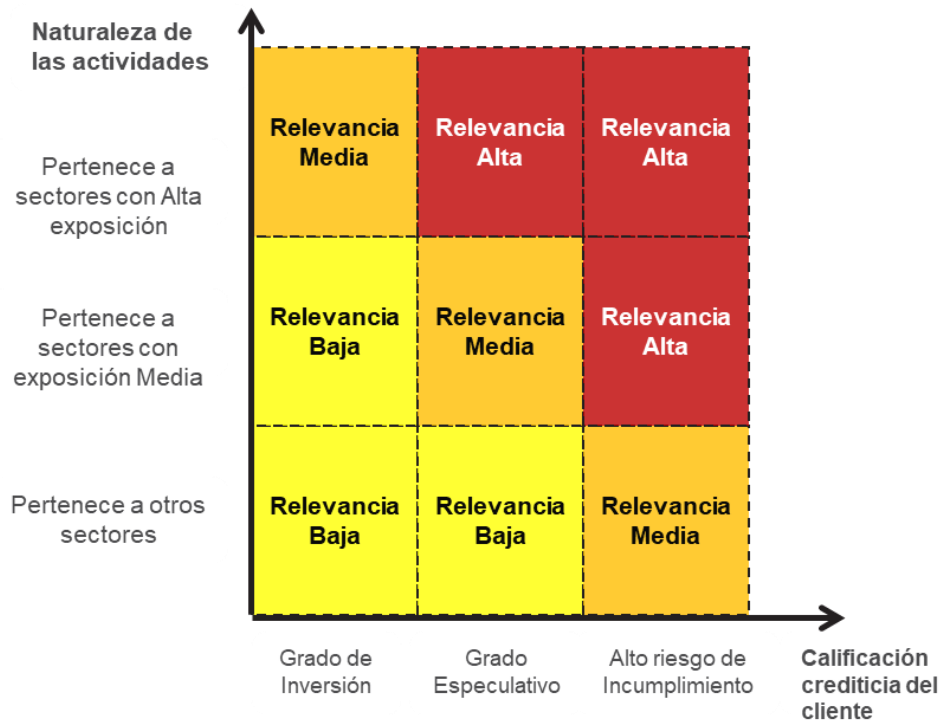 Naturaleza de
las actividades
Pertenece a
sectores con Alta
exposición
Relevancia
Media
Relevancia
Alta
Relevancia
Alta
Pertenece a
sectores con
exposición Media
Relevancia
Baja
Relevancia
Media
Relevancia
Alta
Pertenece a otros
sectores
Relevancia
Baja
Relevancia
Baja
Relevancia
Media
Grado de
Inversión
Grado
Especulativo
Alto riesgo de
Incumplimiento
Calificación
crediticia del
cliente